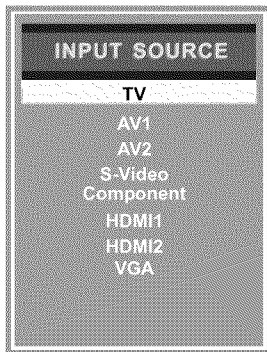 INPUT SOURCE
TV
AV1
AV2
S-Video
Component
HDMI1
HDMI2
VGA